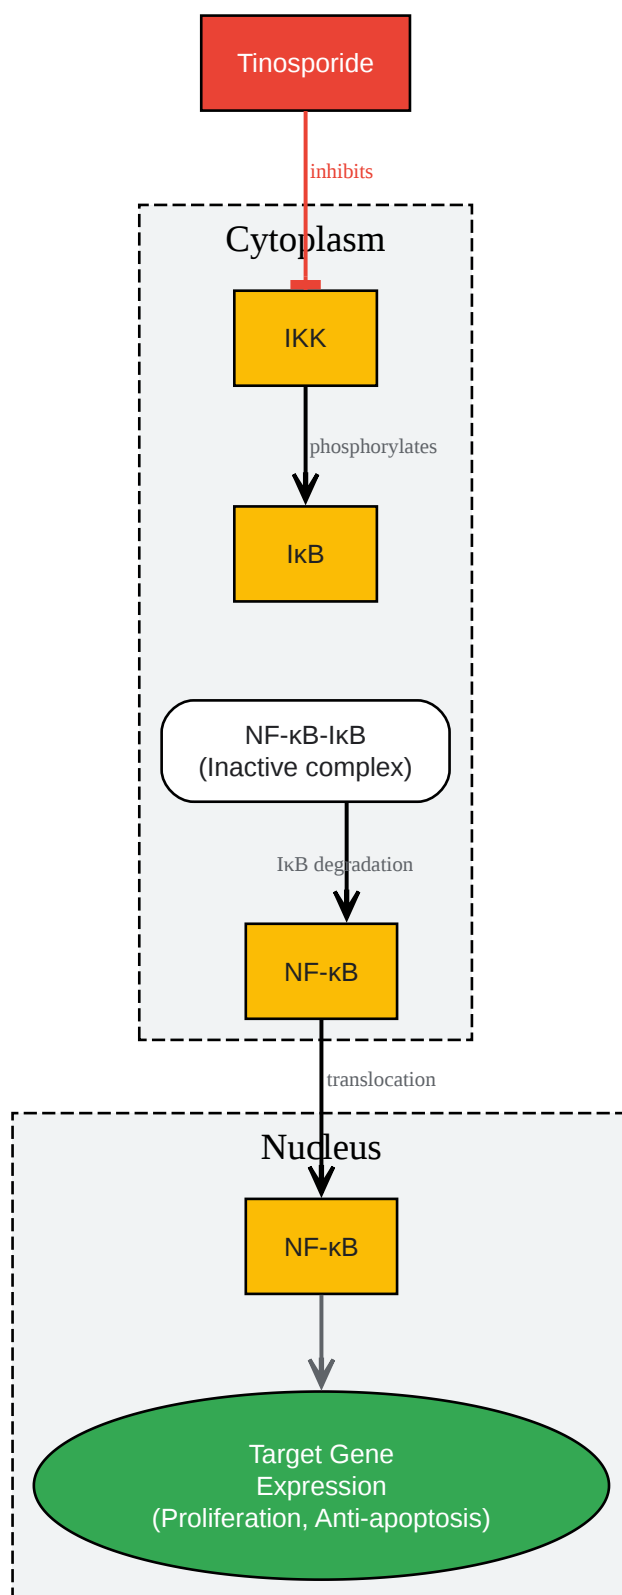 Tinosporide
inhibits
Cytoplasm
IKK
phosphorylates
IκB
NF-κB-IκB
(Inactive complex)
IκB degradation
NF-κB
translocation
Nucleus
NF-κB
Target Gene
Expression
(Proliferation, Anti-apoptosis)